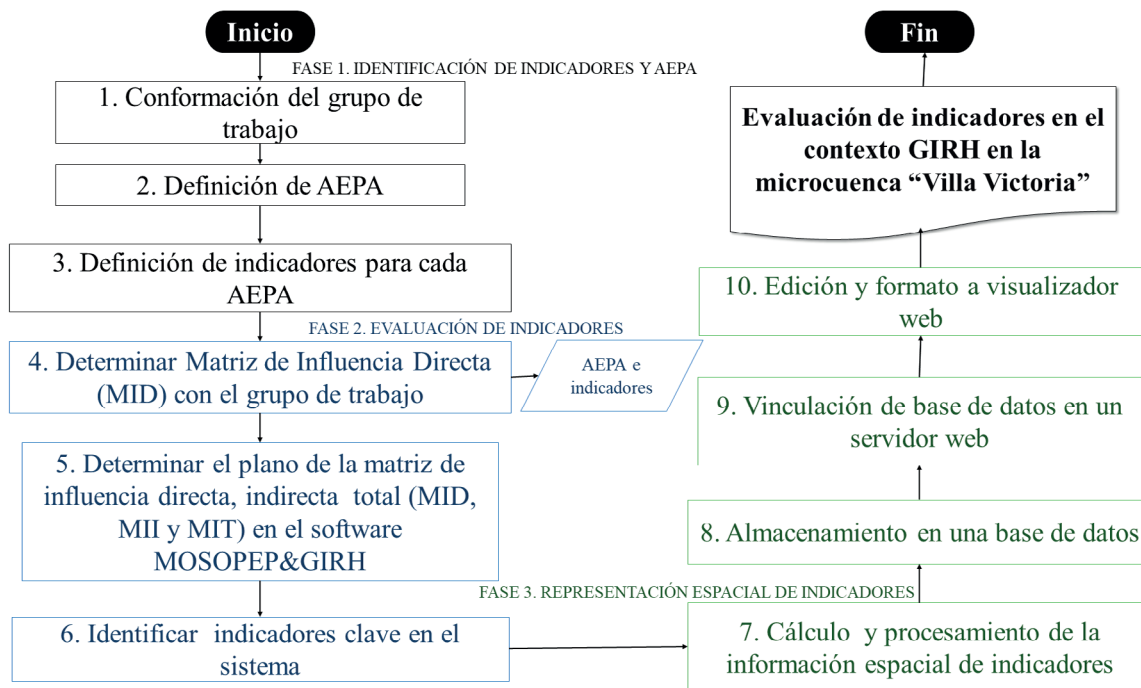 Inicio
FASE 1. IDENTIFICACIÓN DE INDICADORES Y AEPA
1. Conformación del grupo de
trabajo
2. Definición de AEPA
3. Definición de indicadores para cada
AEPA
FASE 2. EVALUACIÓN DE INDICADORES
4. Determinar Matriz de Influencia Directa
(MID) con el grupo de trabajo
AEPA e
indicadores
5. Determinar el plano de la matriz de
influencia directa, indirecta total (MID,
MII y MIT) en el software
MOSOPEP&GIRH
6. Identificar indicadores clave en el
sistema
FASE 3. REPRESENTACIÓN ESPACIAL DE INDICADORES
7. Cálculo y procesamiento de la
información espacial de indicadores
8. Almacenamiento en una base de datos
9. Vinculación de base de datos en un
servidor web
10. Edición y formato a visualizador
web
Evaluación de indicadores en el
contexto GIRH en la
microcuenca “Villa Victoria”
Fin